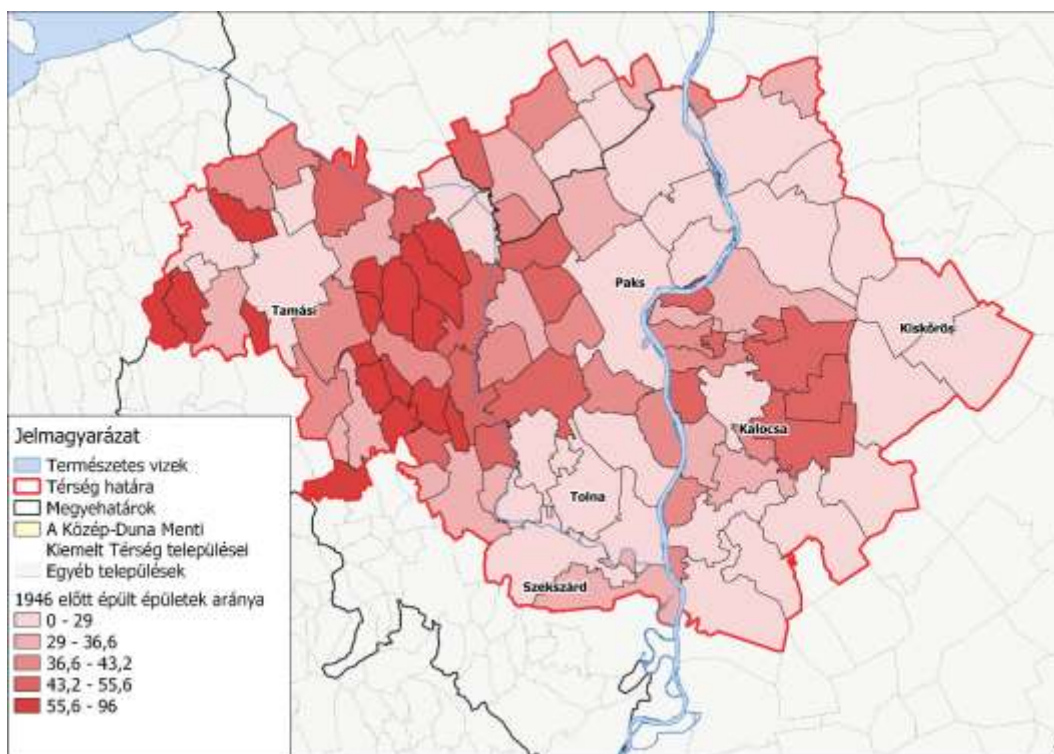 Paks
Tamási
Kiskőrös
Kalocsa
Tolna
Szekszárd
Jelmagyarázat
Természetes vizek
Térség határa
Megyehatárok
A Közép-Duna Menti
Kiemelt Térség települései
Egyéb települések
1946 előtt épült épületek aránya
0 - 29
29 - 36,6
36,6 - 43,2
43,2 - 55,6
55,6 - 96